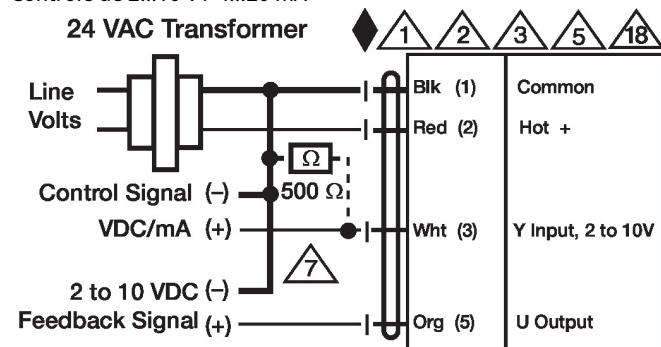 24 VAC Transformer
1 2 3 5 18
Line
Volts
Blk (1) Common
Red (2) Hot +
Ω
500 Ω
Control Signal (–)
VDC/mA (+)
Wht (3) Y Input, 2 to 10V
7
2 to 10 VDC (–)
Feedback Signal (+)
Org (5) U Output